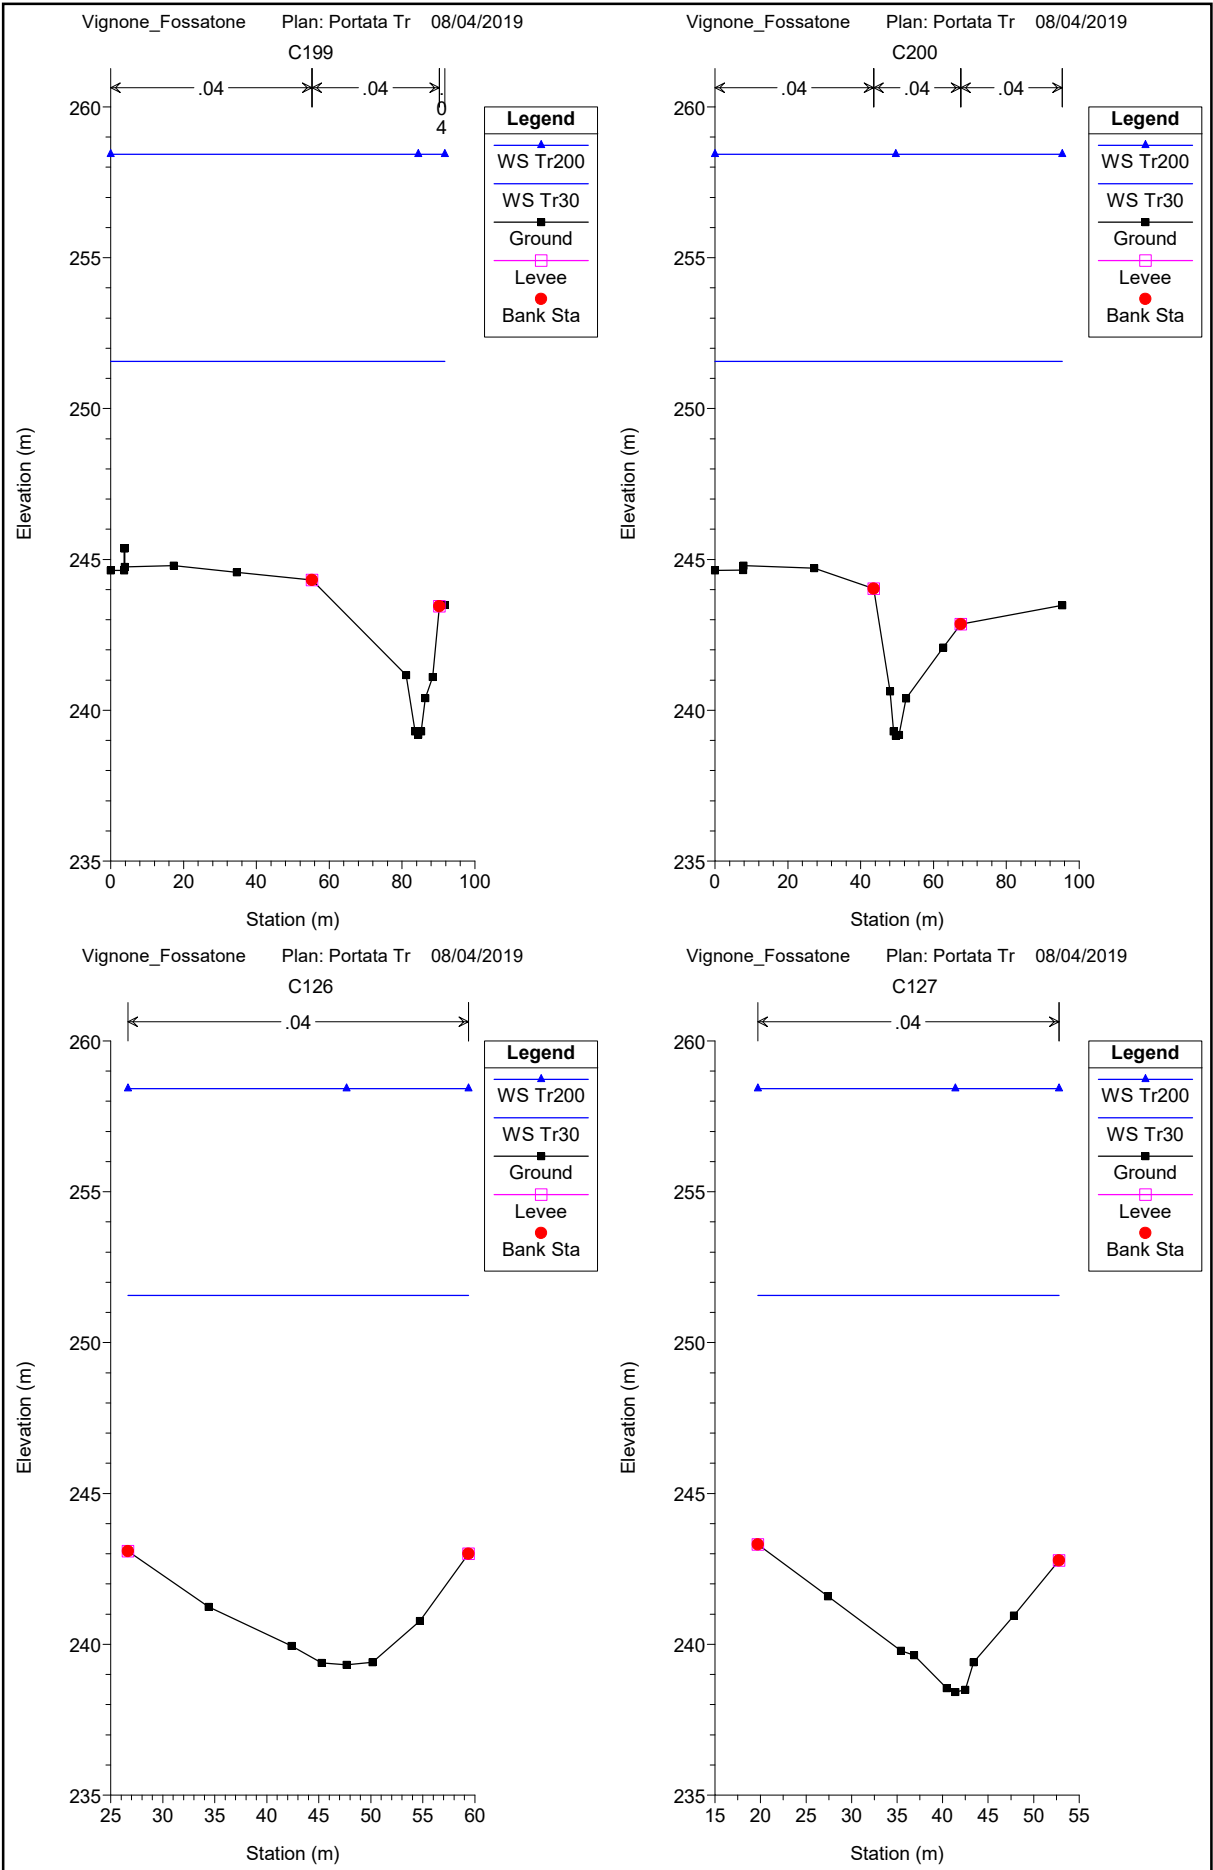 Vignone_Fossatone Plan: Portata Tr 08/04/2019
C199
.04 .04 .04
Legend
WS Tr200
WS Tr30
Ground
Levee
Bank Sta
260
255
250
245
240
235
Elevation (m)
0 20 40 60 80 100
Station (m)
Vignone_Fossatone Plan: Portata Tr 08/04/2019
C200
.04 .04 .04
Legend
WS Tr200
WS Tr30
Ground
Levee
Bank Sta
260
255
250
245
240
235
Elevation (m)
0 20 40 60 80 100
Station (m)
Vignone_Fossatone Plan: Portata Tr 08/04/2019
C126
.04
Legend
WS Tr200
WS Tr30
Ground
Levee
Bank Sta
260
255
250
245
240
235
Elevation (m)
25 30 35 40 45 50 55 60
Station (m)
Vignone_Fossatone Plan: Portata Tr 08/04/2019
C127
.04
Legend
WS Tr200
WS Tr30
Ground
Levee
Bank Sta
260
255
250
245
240
235
Elevation (m)
15 20 25 30 35 40 45 50 55
Station (m)